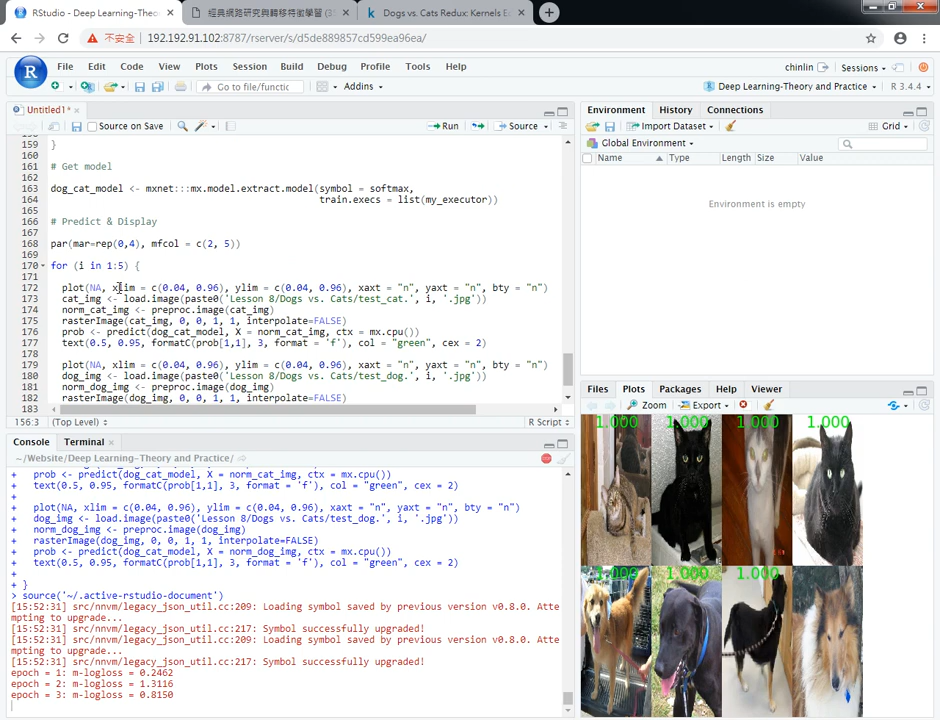 RStudio - Deep Learning-Theor
經典網路研究與轉移特徵學習 (3
Dogs vs. Cats Redux: Kernels E
不安全
192.192.91.102:8787/rserver/s/d5de889857cd599ea96ea/
File Edit Code View Plots Session Build Debug Profile Tools Help
chinlin Sessions
Go to file/functic Addins
Deep Learning-Theory and Practice R 3.4.4
Untitled1*
Source on Save Run Source
159 }
160
161 # Get model
162
163 dog_cat_model <- mxnet:::mx.model.extract.model(symbol = softmax,
164 train.execs = list(my_executor))
165
166 # Predict & Display
167
168 par(mar=rep(0,4), mfcol = c(2, 5))
169
170 for (i in 1:5) {
171
172 plot(NA, xlim = c(0.04, 0.96), ylim = c(0.04, 0.96), xaxt = "n", yaxt = "n", bty = "n")
173 cat_img <- load.image(paste0('Lesson 8/Dogs vs. Cats/test_cat.', i, '.jpg'))
174 norm_cat_img <- preproc.image(cat_img)
175 rasterImage(cat_img, 0, 0, 1, 1, interpolate=FALSE)
176 prob <- predict(dog_cat_model, X = norm_cat_img, ctx = mx.cpu())
177 text(0.5, 0.95, formatC(prob[1,1], 3, format = 'f'), col = "green", cex = 2)
178
179 plot(NA, xlim = c(0.04, 0.96), ylim = c(0.04, 0.96), xaxt = "n", yaxt = "n", bty = "n")
180 dog_img <- load.image(paste0('Lesson 8/Dogs vs. Cats/test_dog.', i, '.jpg'))
181 norm_dog_img <- preproc.image(dog_img)
182 rasterImage(dog_img, 0, 0, 1, 1, interpolate=FALSE)
183
156:3 (Top Level) R Script
Console Terminal
~/Website/Deep Learning-Theory and Practice/
+ prob <- predict(dog_cat_model, X = norm_cat_img, ctx = mx.cpu())
+ text(0.5, 0.95, formatC(prob[1,1], 3, format = 'f'), col = "green", cex = 2)
+
+ plot(NA, xlim = c(0.04, 0.96), ylim = c(0.04, 0.96), xaxt = "n", yaxt = "n", bty = "n")
+ dog_img <- load.image(paste0('Lesson 8/Dogs vs. Cats/test_dog.', i, '.jpg'))
+ norm_dog_img <- preproc.image(dog_img)
+ rasterImage(dog_img, 0, 0, 1, 1, interpolate=FALSE)
+ prob <- predict(dog_cat_model, X = norm_dog_img, ctx = mx.cpu())
+ text(0.5, 0.95, formatC(prob[1,1], 3, format = 'f'), col = "green", cex = 2)
+
+ }
> source('~/.active-rstudio-document')
[15:52:31] src/nnvm/legacy_json_util.cc:209: Loading symbol saved by previous version v0.8.0. Atte
mpting to upgrade...
[15:52:31] src/nnvm/legacy_json_util.cc:217: Symbol successfully upgraded!
[15:52:31] src/nnvm/legacy_json_util.cc:209: Loading symbol saved by previous version v0.8.0. Atte
mpting to upgrade...
[15:52:31] src/nnvm/legacy_json_util.cc:217: Symbol successfully upgraded!
epoch = 1: m-logloss = 0.2462
epoch = 2: m-logloss = 1.3116
epoch = 3: m-logloss = 0.8150
Environment History Connections
Import Dataset Grid
Global Environment
Name Type Length Size Value
Environment is empty
Files Plots Packages Help Viewer
Zoom Export
1.000 1.000 1.000 1.000
1.000 1.000 1.000